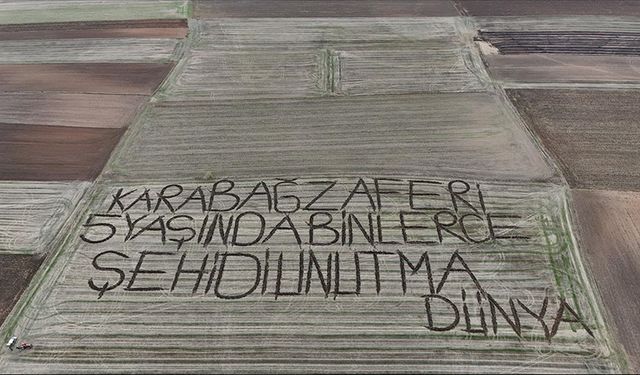 KARABAĞ ZAFERİ
5 YAŞINDA BİNLERCE
ŞEHİDİ UNUTMA
DÜNYA